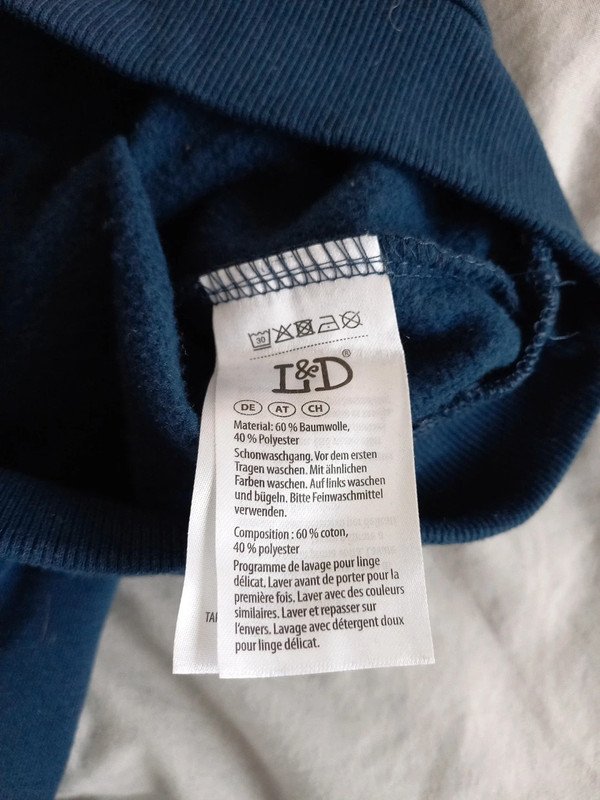 30
L&D®
DE AT CH
Material: 60 % Baumwolle,
40 % Polyester
Schonwaschgang. Vor dem ersten
Tragen waschen. Mit ähnlichen
Farben waschen. Auf links waschen
und bügeln. Bitte Feinwaschmittel
verwenden.
Composition : 60 % coton,
40 % polyester
Programme de lavage pour linge
délicat. Laver avant de porter pour la
première fois. Laver avec des couleurs
similaires. Laver et repasser sur
l'envers. Lavage avec détergent doux
pour linge délicat.